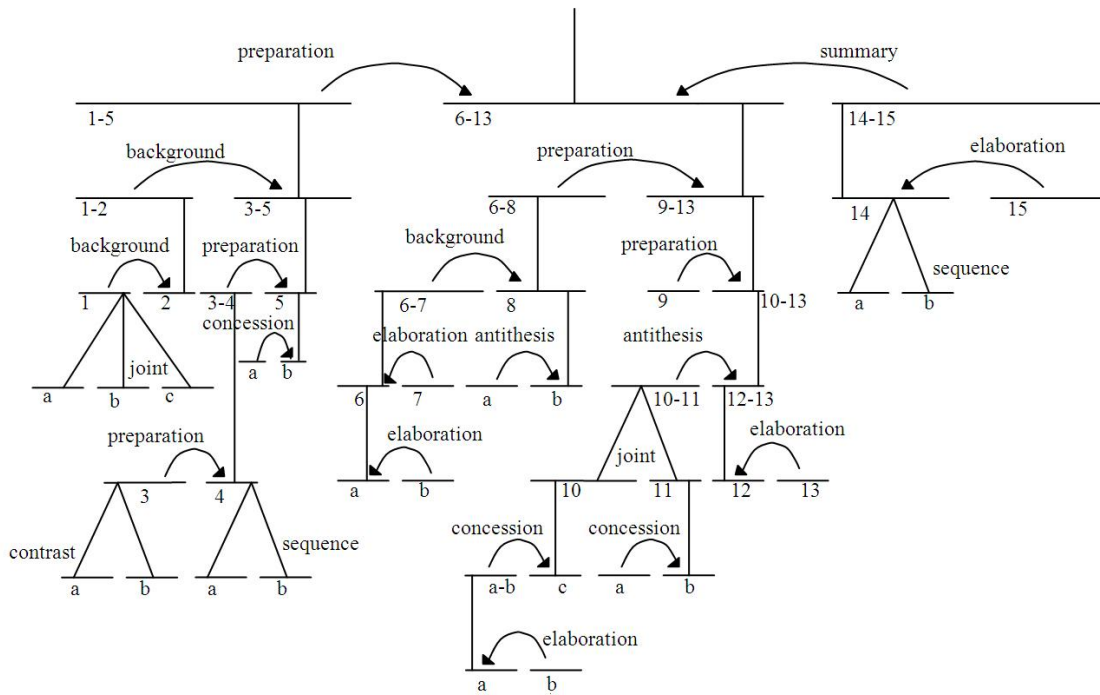 preparation summary
1-5 6-13 14-15
background preparation elaboration
1-2 3-5 6-8 9-13 14 15
background preparation background preparation sequence
1 2 3-4 5 6-7 8 9 10-13 a b
concession elaboration antithesis antithesis
joint a b
a b c 6 7 a b 10-11 12-13
preparation elaboration joint elaboration
3 4 a b 10 11 12 13
contrast sequence concession concession
a b a b a-b c a b
elaboration
a b